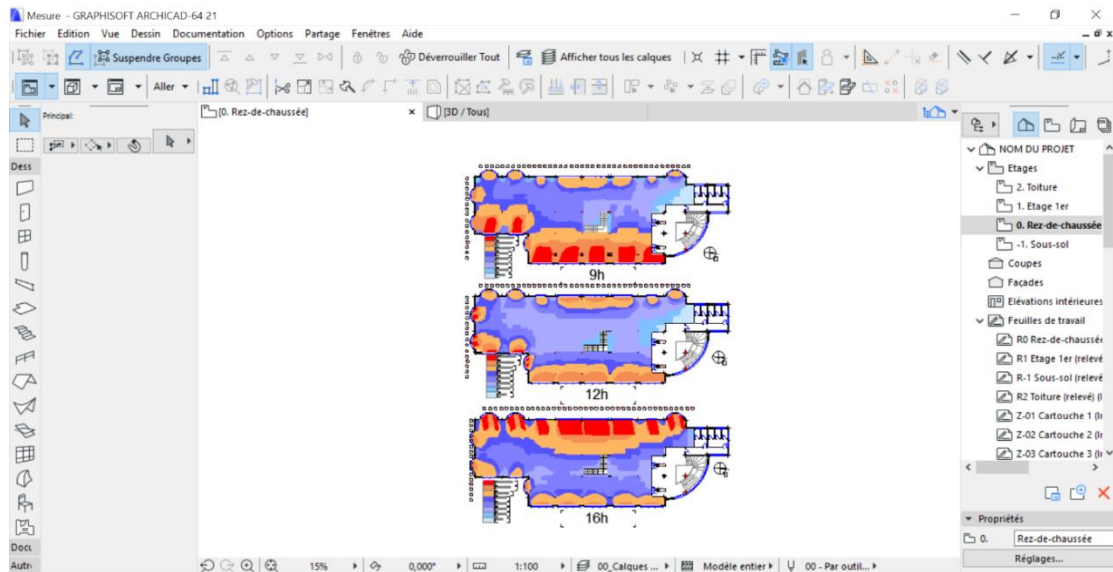 Mesure - GRAPHISOFT ARCHICAD-64 21
Fichier Edition Vue Dessin Documentation Options Partage Fenêtres Aide
Suspendre Groupes Déverrouiller Tout Afficher tous les calques
Aller
[0. Rez-de-chaussée] [3D / Tous]
Principal:
Dess
9h
12h
16h
NOM DU PROJET
Etages
2. Toiture
1. Etage 1er
0. Rez-de-chaussée
-1. Sous-sol
Coupes
Façades
Elévations intérieures
Feuilles de travail
R0 Rez-de-chaussée
R1 Etage 1er (relevé
R-1 Sous-sol (relevé
R2 Toiture (relevé) (I
Z-01 Cartouche 1 (Ir
Z-02 Cartouche 2 (Ir
Z-03 Cartouche 3 (Ir
Propriétés
0. Rez-de-chaussée
Réglages...
Docu
Autr
15% 0,000° 1:100 00_Calques ... Modèle entier 00 - Par outil...